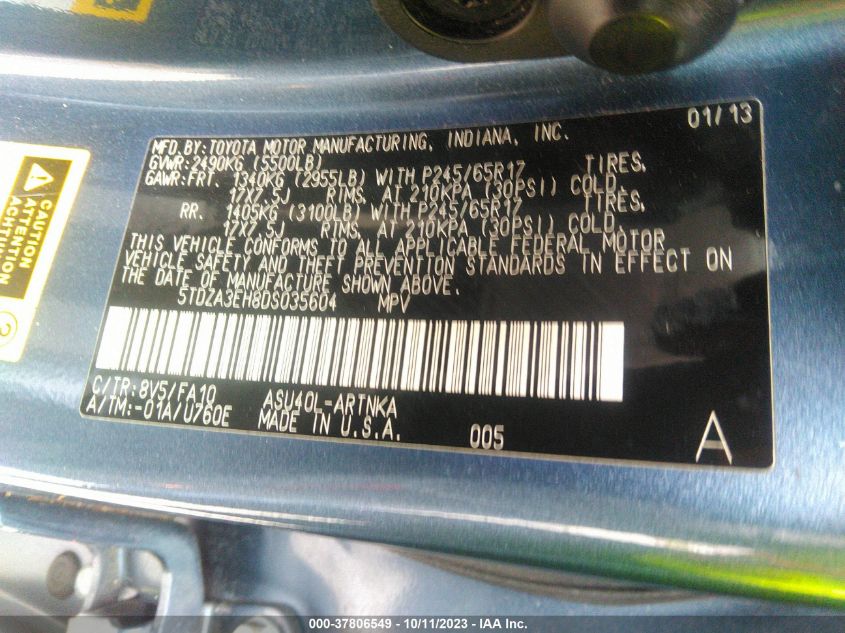 01/13
MFD. BY: TOYOTA MOTOR MANUFACTURING, INDIANA, INC.
GVWR: 2490KG (5500LB)
GAWR: FRT. 1340KG (2955LB) WITH P245/65R17 TIRES,
17X7.5J RIMS, AT 210KPA (30PSI) COLD.
RR. 1405KG (3100LB) WITH P245/65R17 TIRES,
17X7.5J RIMS, AT 210KPA (30PSI) COLD.
THIS VEHICLE CONFORMS TO ALL APPLICABLE FEDERAL MOTOR
VEHICLE SAFETY AND THEFT PREVENTION STANDARDS IN EFFECT ON
THE DATE OF MANUFACTURE SHOWN ABOVE.
5TDZA3EH8DS035604 MPV
C/TR: 8V5/FA10 ASU40L-ARTNKA
A/TM: -01A/U760E MADE IN U.S.A. 005
A
CAUTION
ATTENTION
000-37806549 - 10/11/2023 - IAA Inc.